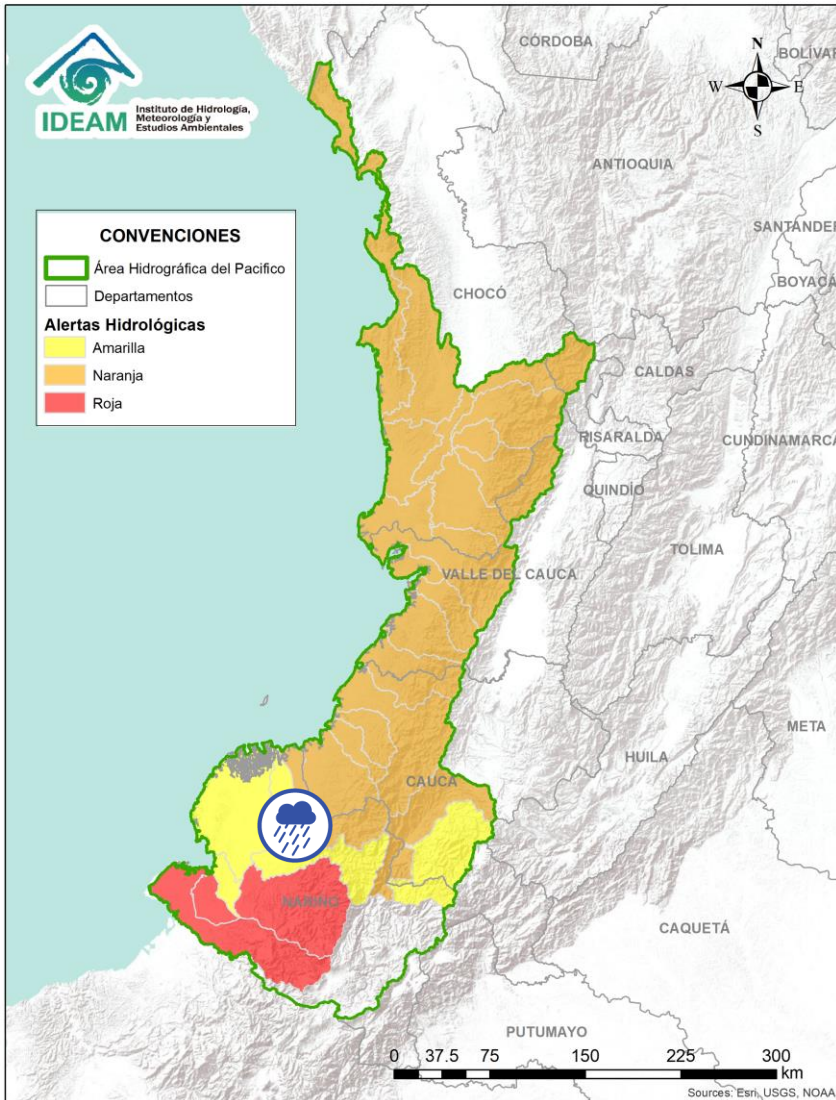 IDEAM
Instituto de Hidrología,
Meteorología y
Estudios Ambientales
CÓRDOBA
BOLÍVAR
N
W
E
S
ANTIOQUIA
SANTANDER
BOYACÁ
CONVENCIONES
Área Hidrográfica del Pacifico
Departamentos
Alertas Hidrológicas
Amarilla
Naranja
Roja
CHOCÓ
CALDAS
RISARALDA
CUNDINAMARCA
QUINDÍO
TOLIMA
VALLE DEL CAUCA
META
HUILA
CAUCA
NARIÑO
CAQUETÁ
PUTUMAYO
0 37.5 75 150 225 300
km
Sources: Esri, USGS, NOAA